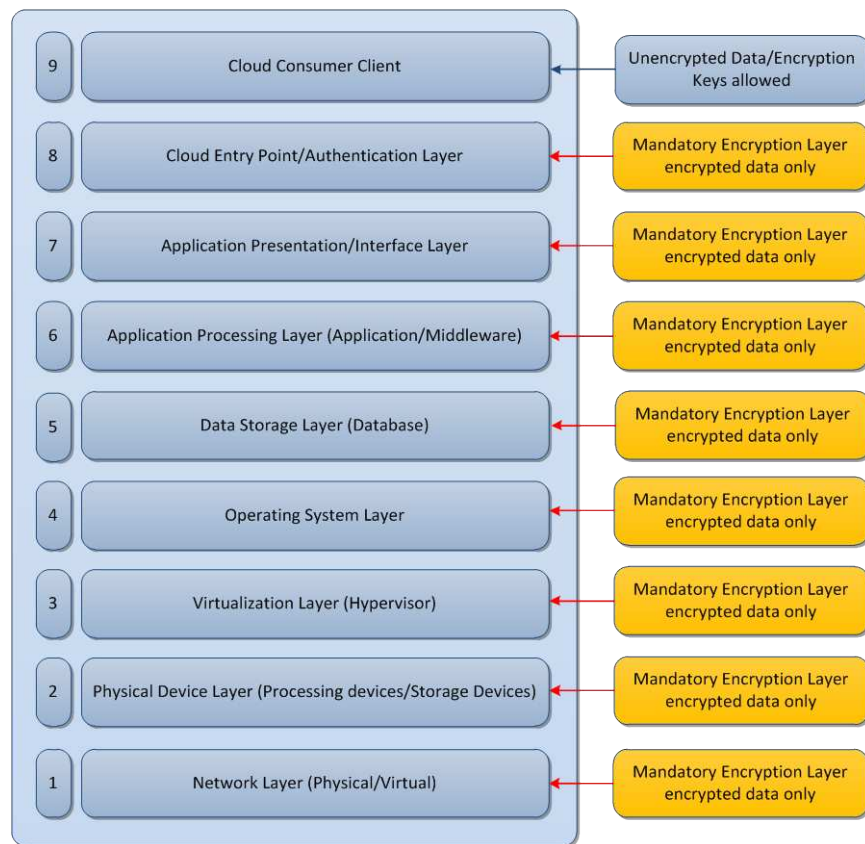 9
Cloud Consumer Client
Unencrypted Data/Encryption
Keys allowed
8
Cloud Entry Point/Authentication Layer
Mandatory Encryption Layer
encrypted data only
7
Application Presentation/Interface Layer
Mandatory Encryption Layer
encrypted data only
6
Application Processing Layer (Application/Middleware)
Mandatory Encryption Layer
encrypted data only
5
Data Storage Layer (Database)
Mandatory Encryption Layer
encrypted data only
4
Operating System Layer
Mandatory Encryption Layer
encrypted data only
3
Virtualization Layer (Hypervisor)
Mandatory Encryption Layer
encrypted data only
2
Physical Device Layer (Processing devices/Storage Devices)
Mandatory Encryption Layer
encrypted data only
1
Network Layer (Physical/Virtual)
Mandatory Encryption Layer
encrypted data only